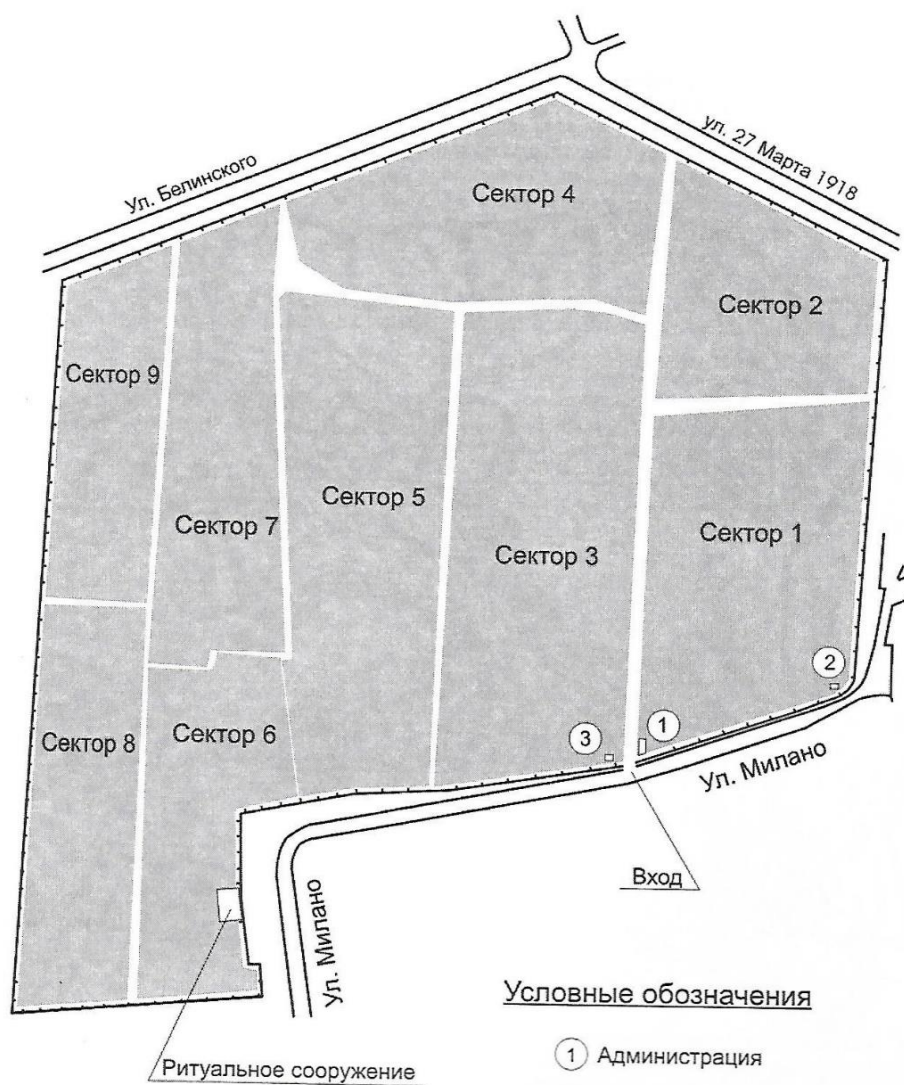 Ул. Белинского
ул. 27 Марта 1918
Сектор 4
Сектор 2
Сектор 9
Сектор 5
Сектор 7
Сектор 3
Сектор 1
2
Сектор 8
Сектор 6
3
1
Ул. Милано
Вход
Ул. Милано
Условные обозначения
1 Администрация
Ритуальное сооружение